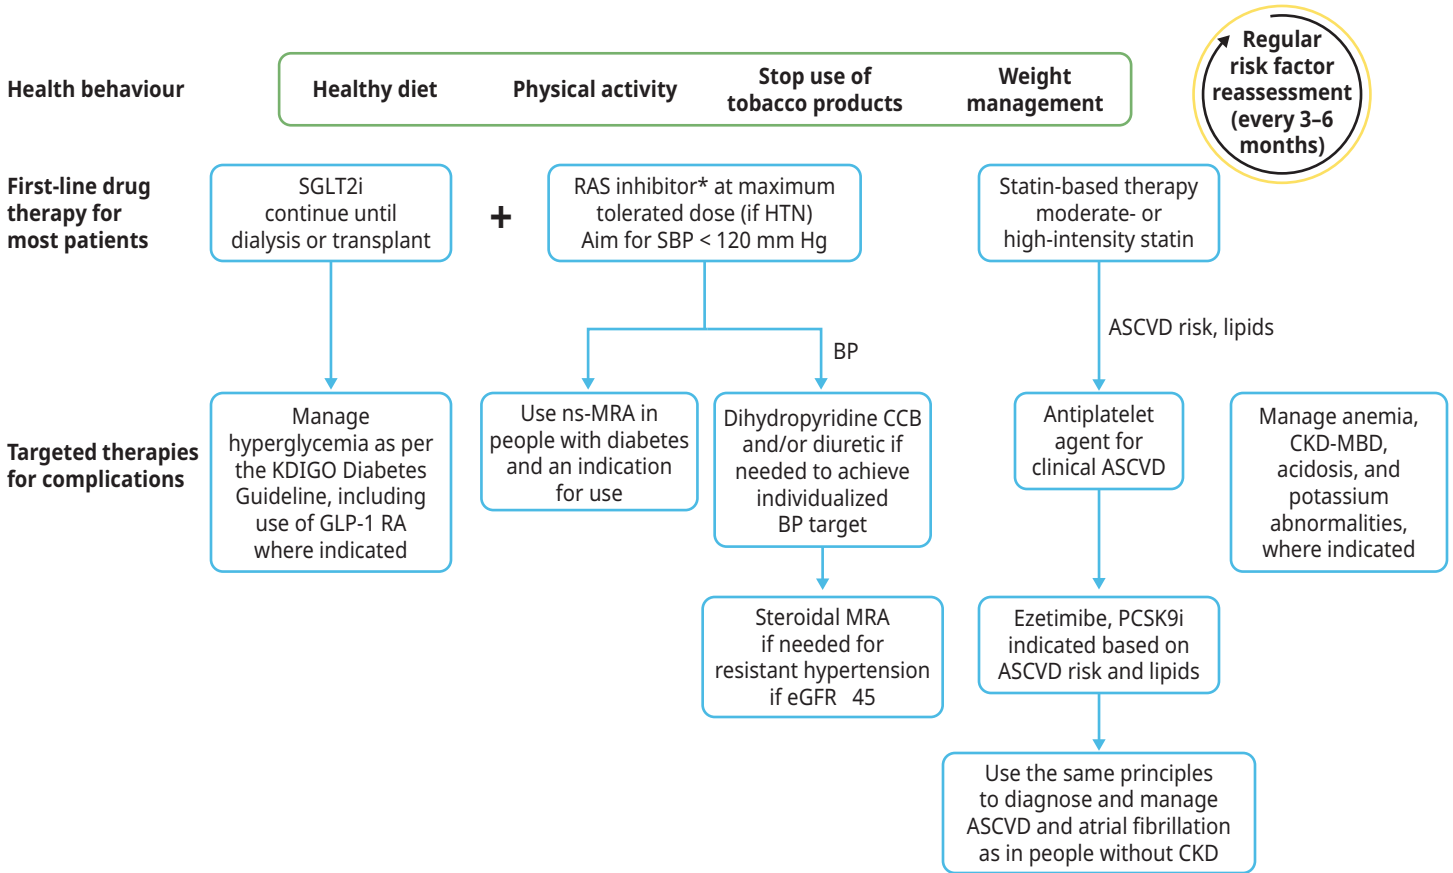 Health behaviour
Healthy diet
Physical activity
Stop use of
tobacco products
Weight
management
Regular
risk factor
reassessment
(every 3–6
months)
First-line drug
therapy for
most patients
SGLT2i
continue until
dialysis or transplant
+
RAS inhibitor* at maximum
tolerated dose (if HTN)
Aim for SBP < 120 mm Hg
Statin-based therapy
moderate- or
high-intensity statin
ASCVD risk, lipids
BP
Targeted therapies
for complications
Manage
hyperglycemia as per
the KDIGO Diabetes
Guideline, including
use of GLP-1 RA
where indicated
Use ns-MRA in
people with diabetes
and an indication
for use
Dihydropyridine CCB
and/or diuretic if
needed to achieve
individualized
BP target
Antiplatelet
agent for
clinical ASCVD
Manage anemia,
CKD-MBD,
acidosis, and
potassium
abnormalities,
where indicated
Steroidal MRA
if needed for
resistant hypertension
if eGFR 45
Ezetimibe, PCSK9i
indicated based on
ASCVD risk and lipids
Use the same principles
to diagnose and manage
ASCVD and atrial fibrillation
as in people without CKD